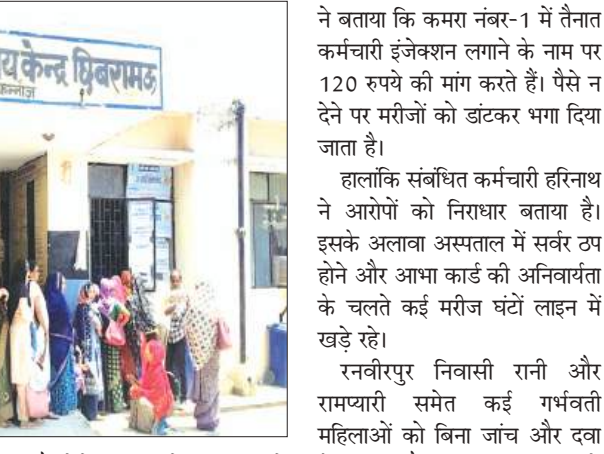 य केन्द्र छिबरामऊ
कन्नौज
ने बताया कि कमरा नंबर-1 में तैनात
कर्मचारी इंजेक्शन लगाने के नाम पर
120 रुपये की मांग करते हैं। पैसे न
देने पर मरीजों को डांटकर भगा दिया
जाता है।
हालांकि संबंधित कर्मचारी हरिनाथ
ने आरोपों को निराधार बताया है।
इसके अलावा अस्पताल में सर्वर ठप
होने और आभा कार्ड की अनिवार्यता
के चलते कई मरीज घंटों लाइन में
खड़े रहे।
रनवीरपुर निवासी रानी और
रामप्यारी समेत कई गर्भवती
महिलाओं को बिना जांच और दवा